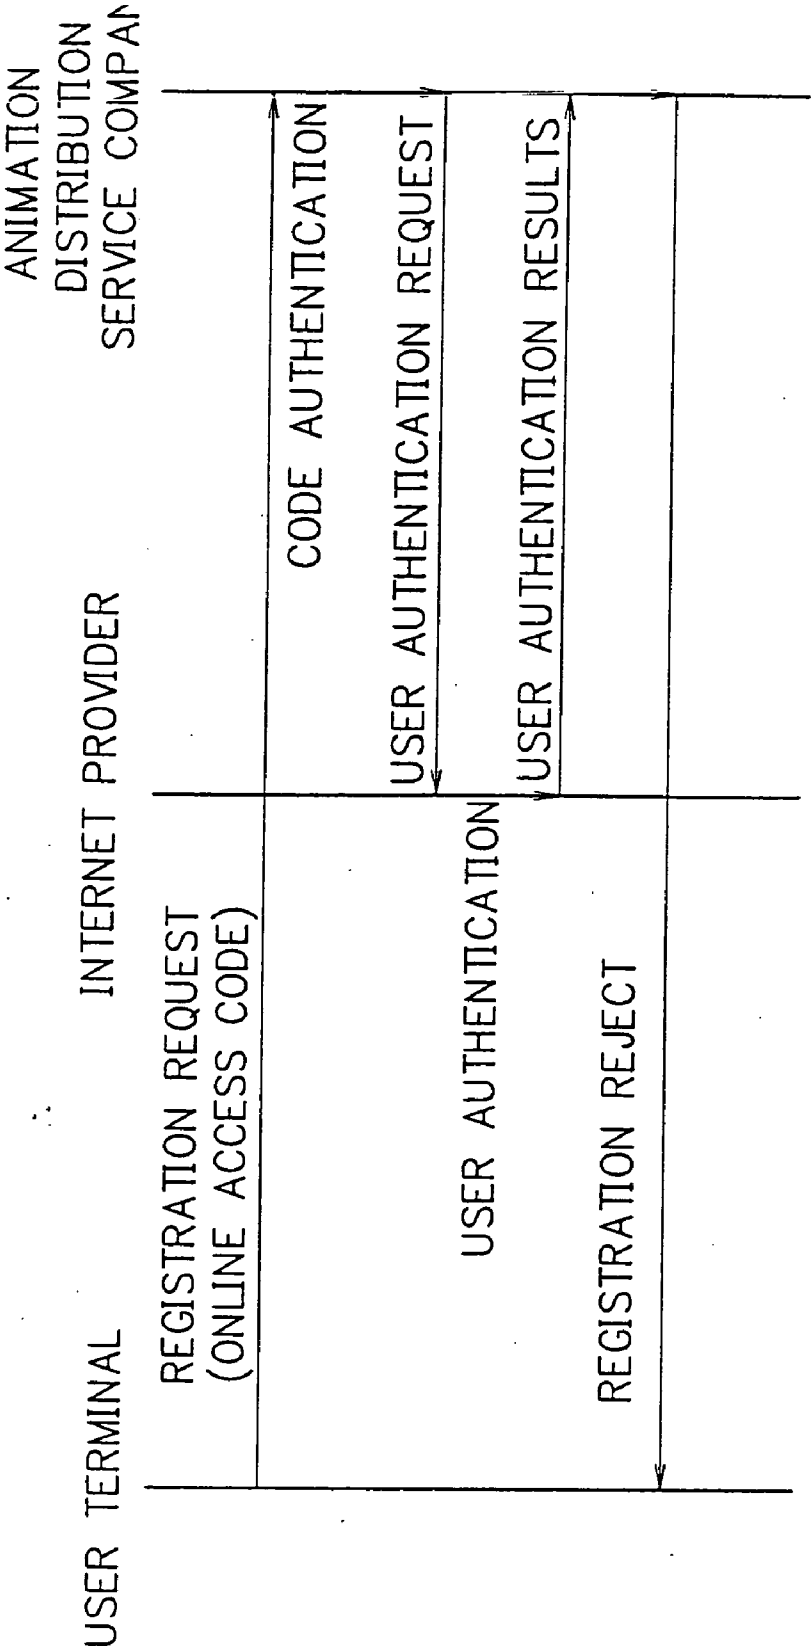 USER TERMINAL
INTERNET PROVIDER
ANIMATION
DISTRIBUTION
SERVICE
REGISTRATION REQUEST
(ONLINE ACCESS CODE)
CODE AUTHENTICATION
USER AUTHENTICATION REQUEST
USER AUTHENTICATION
USER AUTHENTICATION RESULTS
REGISTRATION REJECT